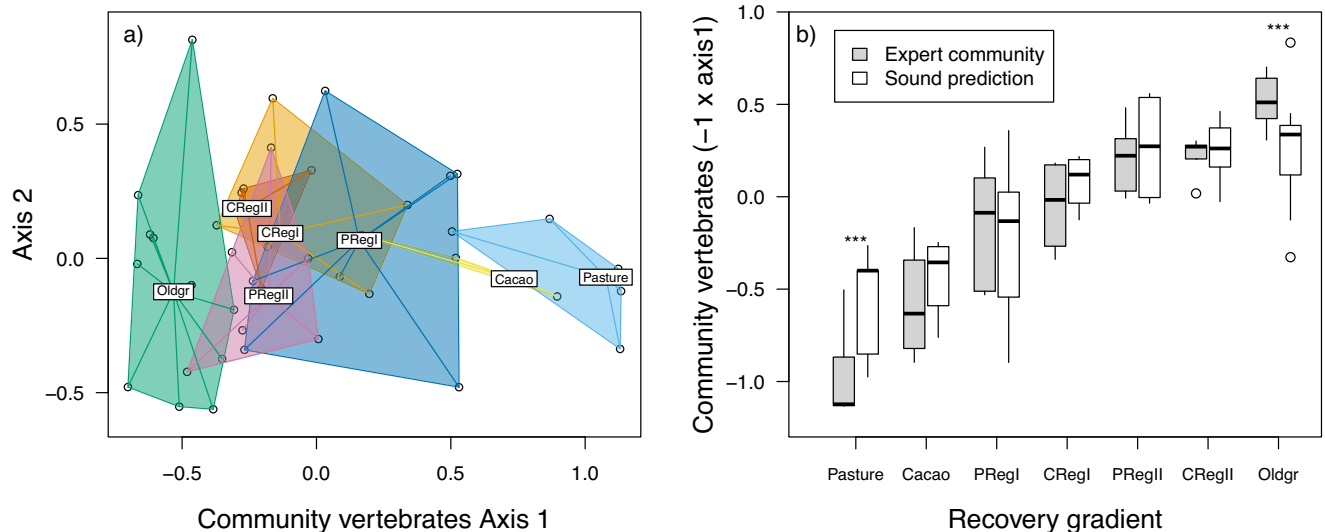 a)
Axis 2
0.5
0.0
−0.5
CRegII
CRegI
PRegI
Oldgr
PRegII
Cacao
Pasture
−0.5
0.0
0.5
1.0
Community vertebrates Axis 1
b)
Community vertebrates (−1 x axis1)
1.0
0.5
0.0
−0.5
−1.0
Expert community
Sound prediction
***
***
Pasture
Cacao
PRegI
CRegI
PRegII
CRegII
Oldgr
Recovery gradient